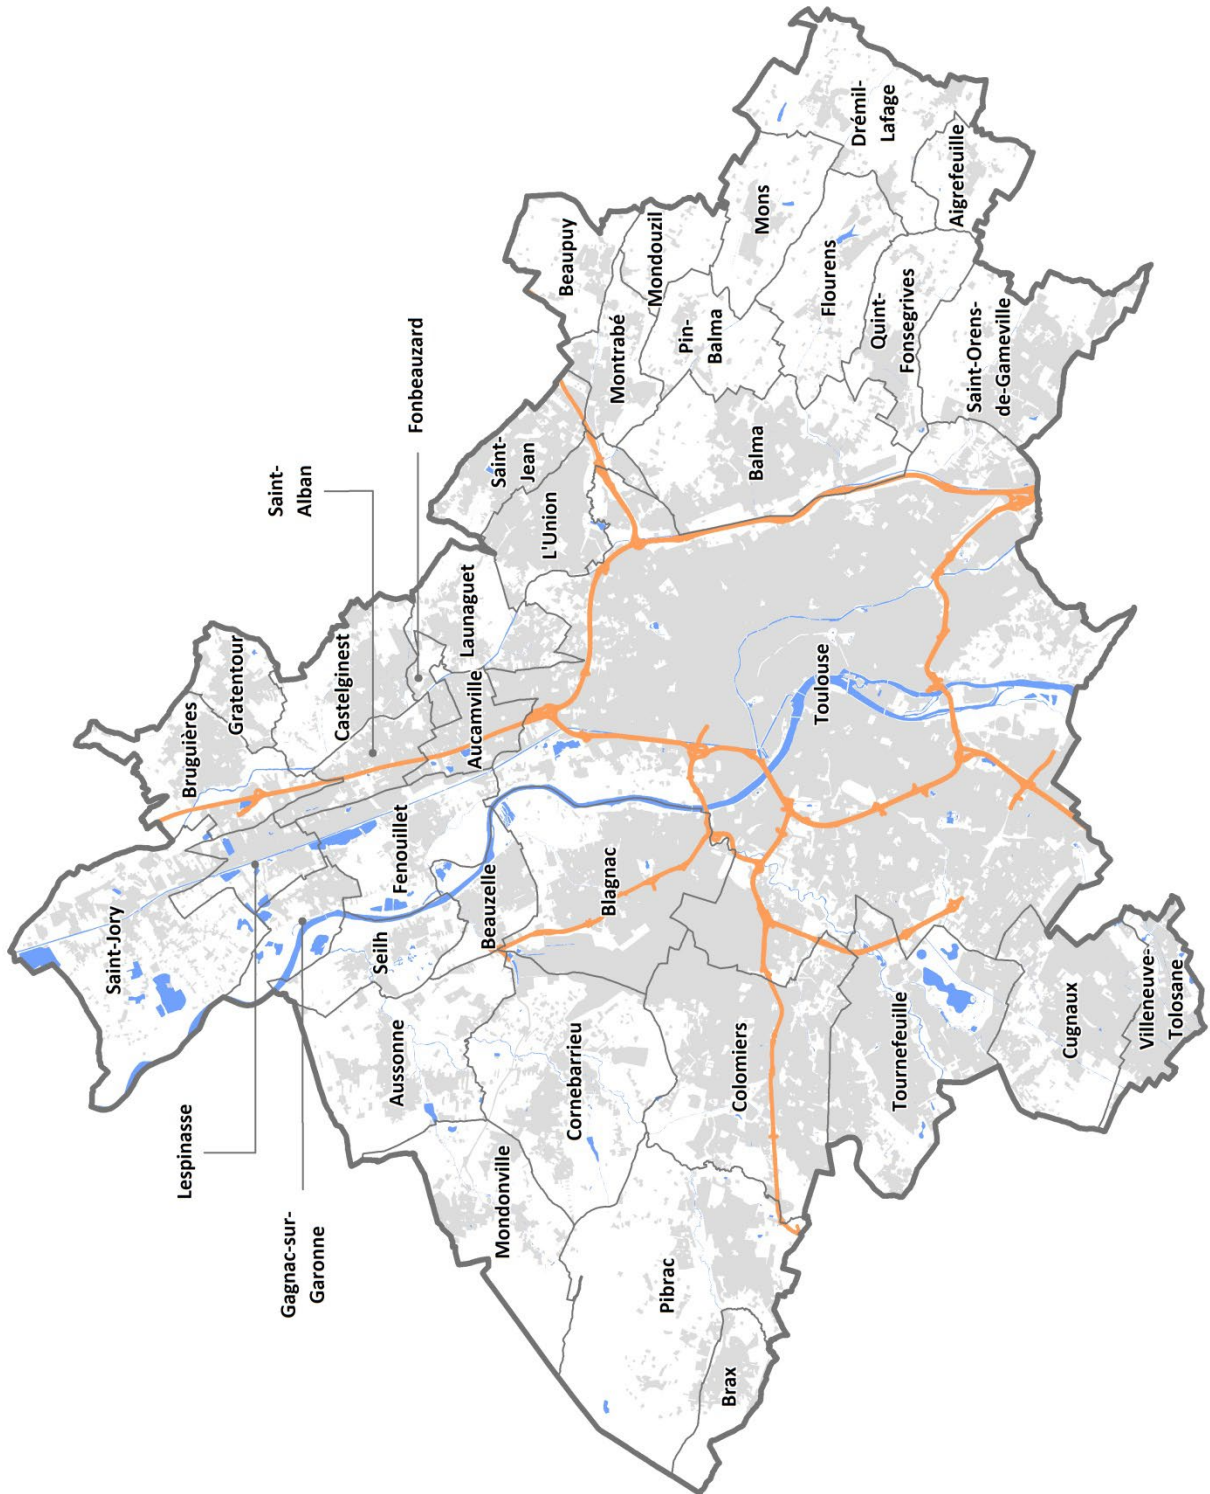 Saint-Jory
Bruguières
Gratentour
Lespinasse
Gagnac-sur-
Garonne
Saint-
Alban
Fonbeauzard
Castelginest
Launaguet
Aucamville
Fenouillet
Seilh
Beauzelle
Aussonne
Mondonville
Cornebarrieu
Blagnac
L'Union
Saint-
Jean
Beaupuy
Montrabé
Mondouzil
Pin-
Balma
Mons
Drémil-
Lafage
Flourens
Aigrefeuille
Quint-
Fonsegrives
Balma
Saint-Orens-
de-Gameville
Toulouse
Colomiers
Pibrac
Brax
Tournefeuille
Cugnaux
Villeneuve-
Tolosane